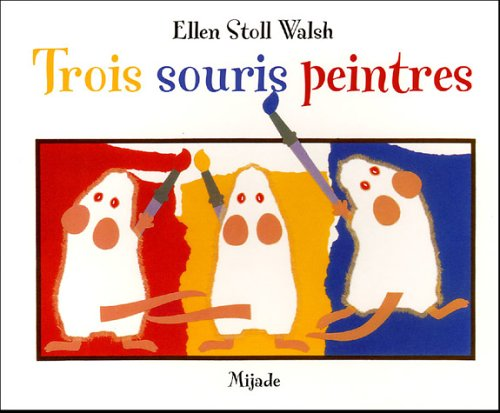 Ellen Stoll Walsh
Trois souris peintres
Mijade